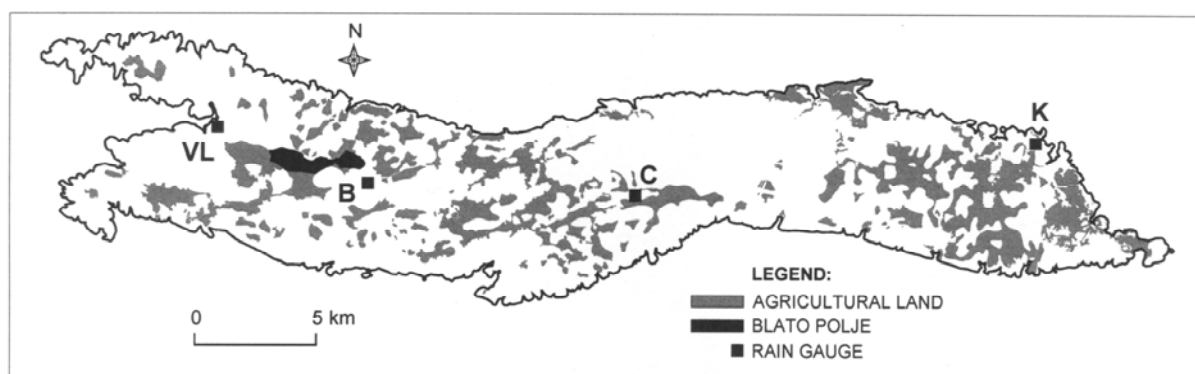 N
K
VL
B
C
LEGEND:
AGRICULTURAL LAND
BLATO POLJE
RAIN GAUGE
0 5 km